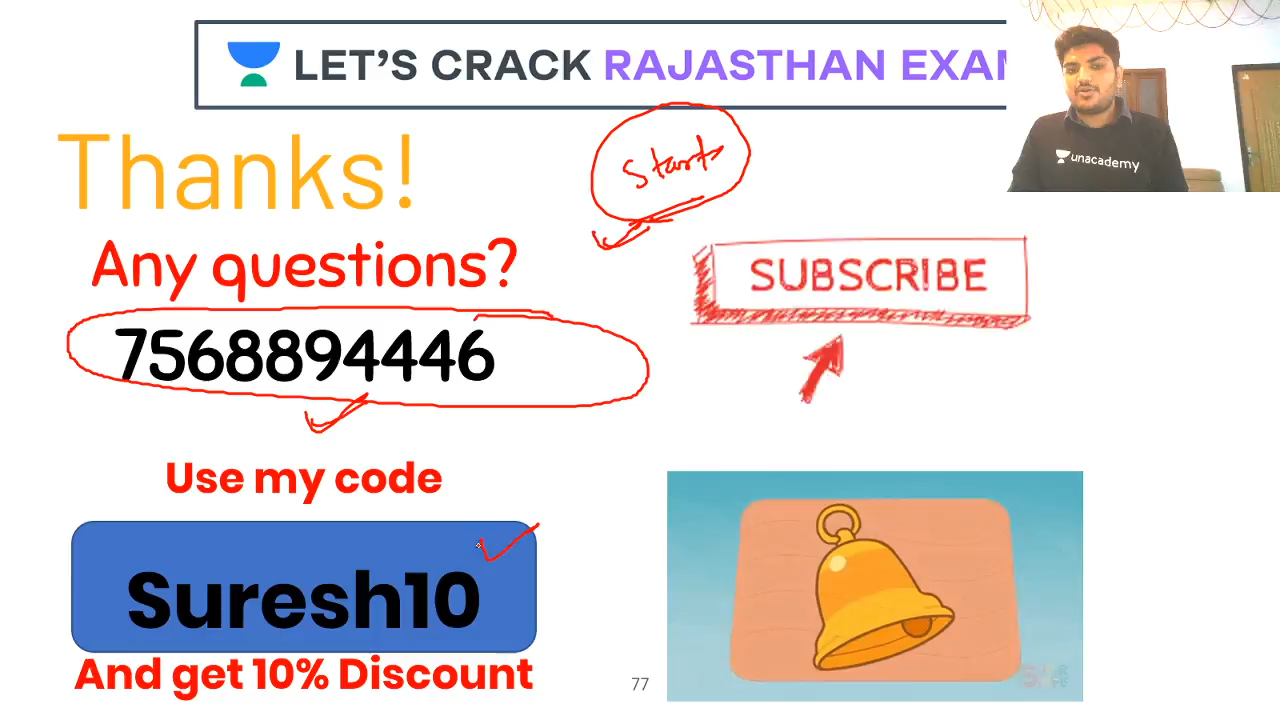 LET'S CRACK RAJASTHAN EXAM
Thanks!
Start
unacademy
Any questions?
SUBSCRIBE
7568894446
Use my code
Suresh10
And get 10% Discount
77